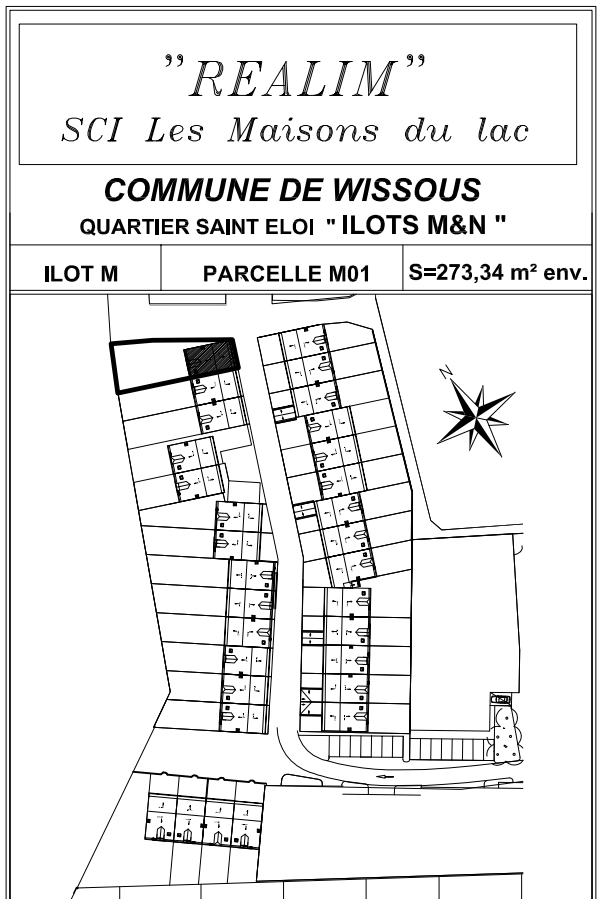 "REALIM"
SCI Les Maisons du lac
COMMUNE DE WISSOUS
QUARTIER SAINT ELOI " ILOTS M&N "
ILOT M
PARCELLE M01
S=273,34 m² env.
N